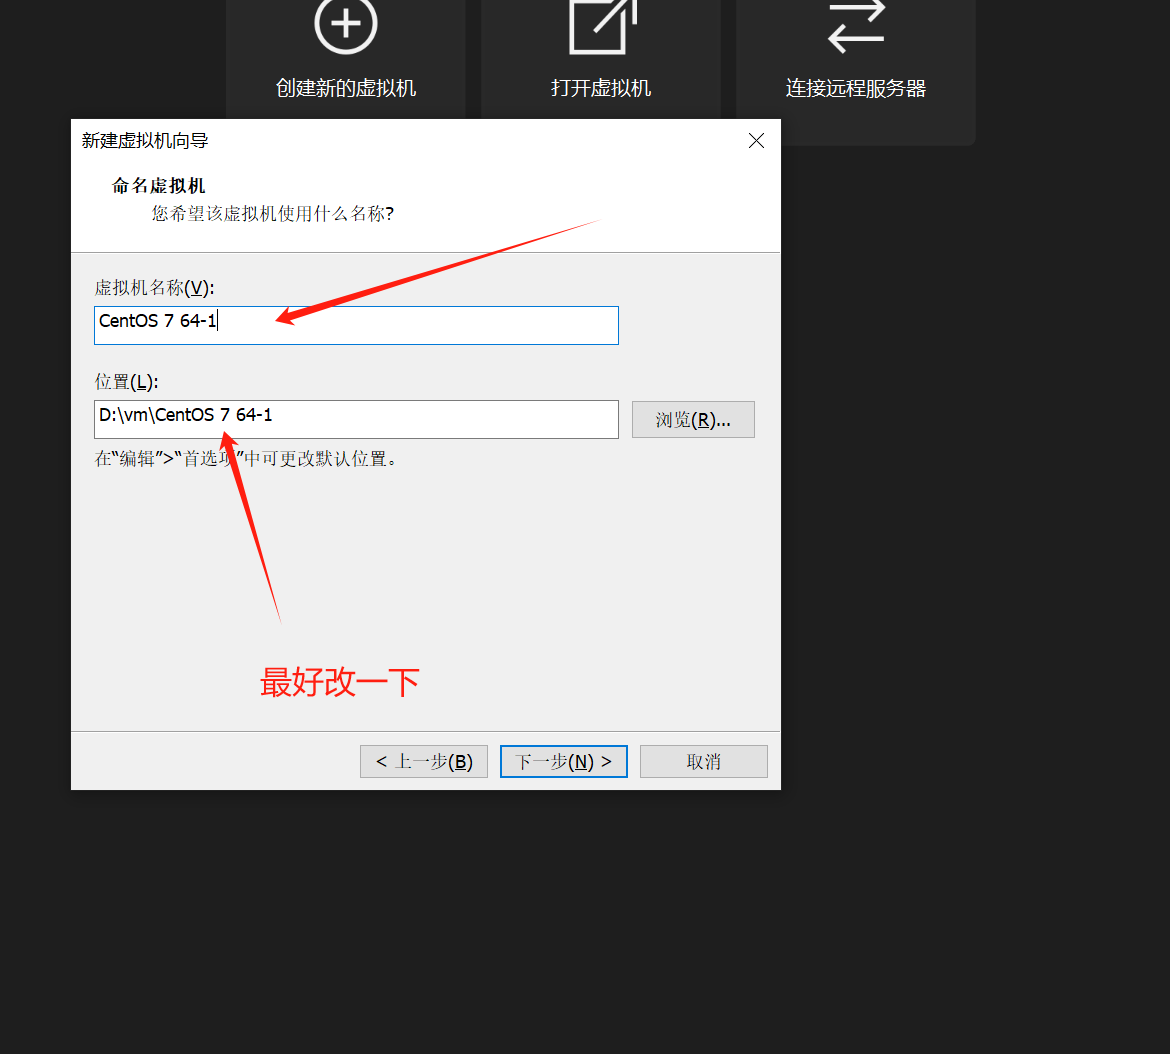 创建新的虚拟机
打开虚拟机
连接远程服务器
新建虚拟机向导
命名虚拟机
您希望该虚拟机使用什么名称?
虚拟机名称(V):
CentOS 7 64-1
位置(L):
D:\vm\CentOS 7 64-1
浏览(R)...
在“编辑”>“首选项”中可更改默认位置。
最好改一下
< 上一步(B)
下一步(N) >
取消